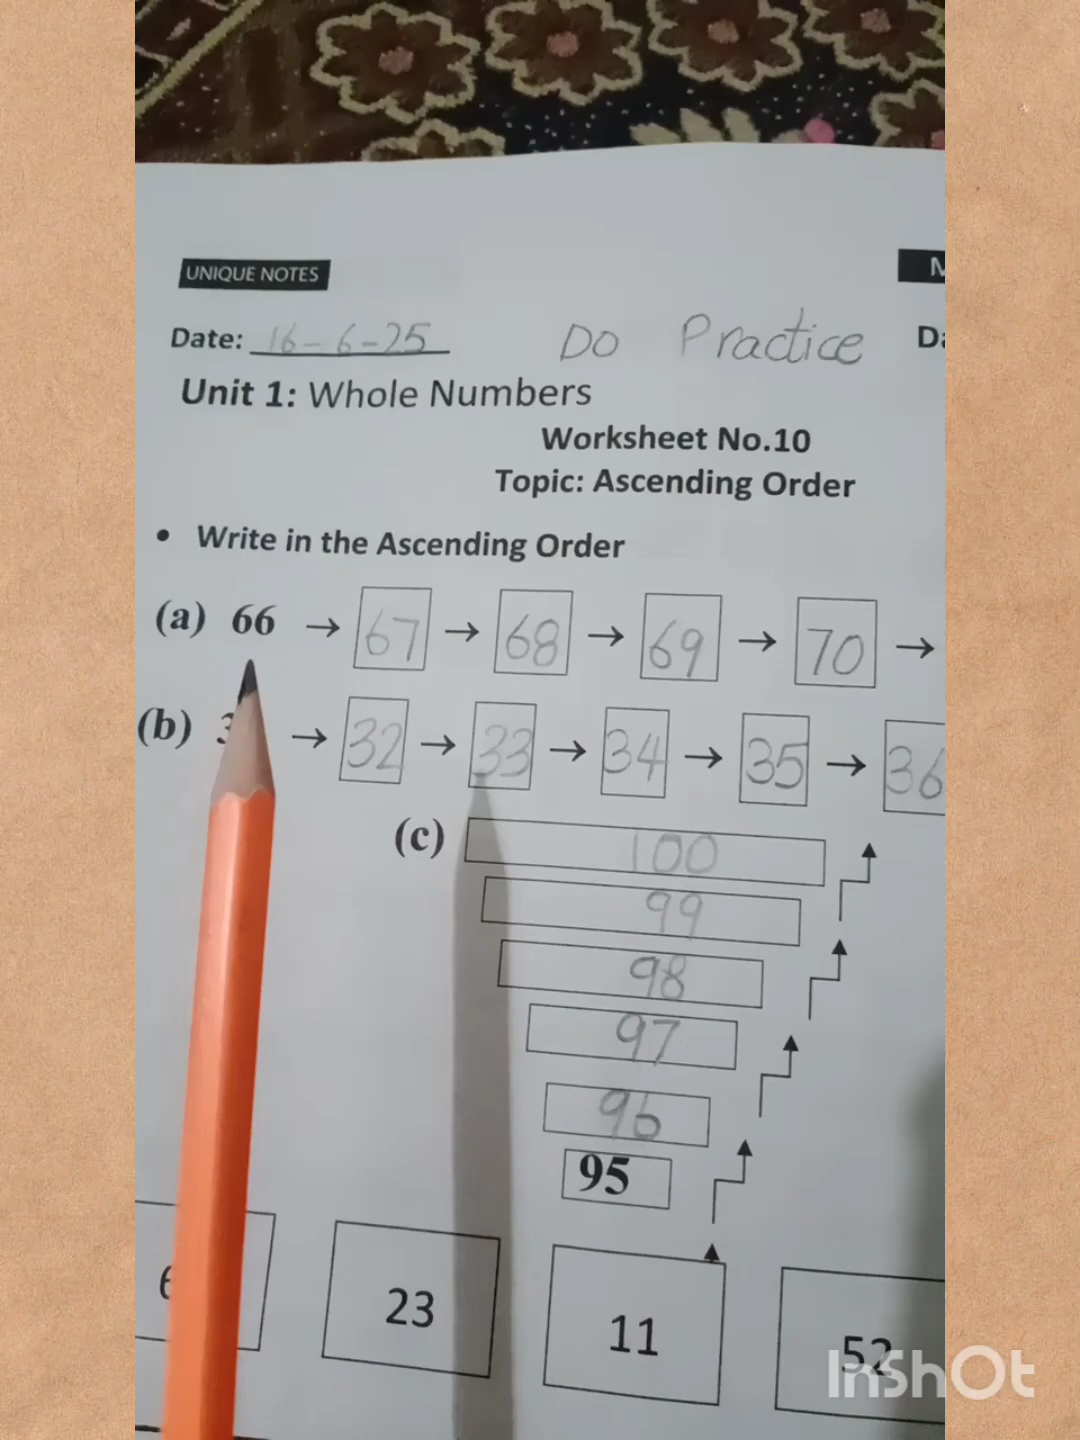 UNIQUE NOTES
Date: 16-6-25 Do Practice
Unit 1: Whole Numbers
Worksheet No.10
Topic: Ascending Order
• Write in the Ascending Order
(a) 66 → 67 → 68 → 69 → 70 →
(b) → 32 → 33 → 34 → 35 → 36
(c) 100
99
98
97
96
95
23 11 52
InShOt